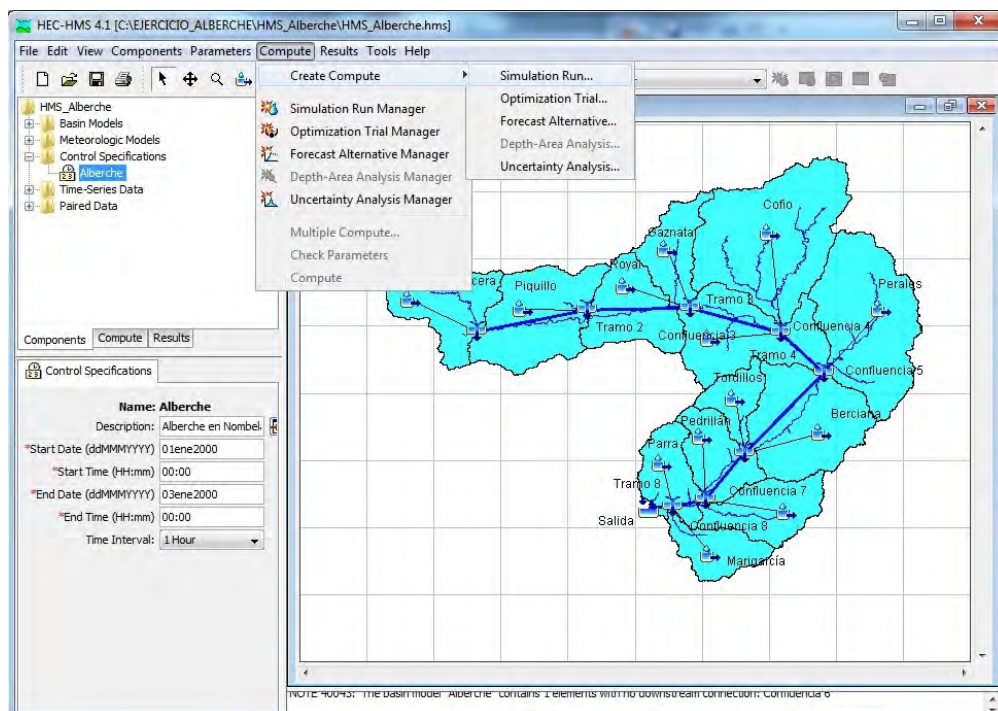 HEC-HMS 4.1 [C:\EJERCICIO_ALBERCHE\HMS_Alberche\HMS_Alberche.hms]
File Edit View Components Parameters Compute Results Tools Help
Create Compute
Simulation Run Manager
Optimization Trial Manager
Forecast Alternative Manager
Depth-Area Analysis Manager
Uncertainty Analysis Manager
Multiple Compute...
Check Parameters
Compute
Simulation Run...
Optimization Trial...
Forecast Alternative...
Depth-Area Analysis...
Uncertainty Analysis...
HMS_Alberche
Basin Models
Meteorologic Models
Control Specifications
Alberche
Time-Series Data
Paired Data
Components Compute Results
Control Specifications
Name: Alberche
Description: Alberche en Nombel
*Start Date (ddMMMYYYY) 01ene2000
*Start Time (HH:mm) 00:00
*End Date (ddMMMYYYY) 03ene2000
*End Time (HH:mm) 00:00
Time Interval: 1 Hour
Cofio
Gaznata
Royal
cera
Piquillo
Perales
Tramo 3
Tramo 2
Confluencia 3
Confluencia 4
Tramo 4
Confluencia 5
Tordillos
Berciana
Pedrillán
Parra
Tramo 8
Confluencia 7
Salida
Confluencia 8
Marigarcía
NOTE 40043: The basin model "Alberche" contains 1 elements with no downstream connection: Confluencia 6